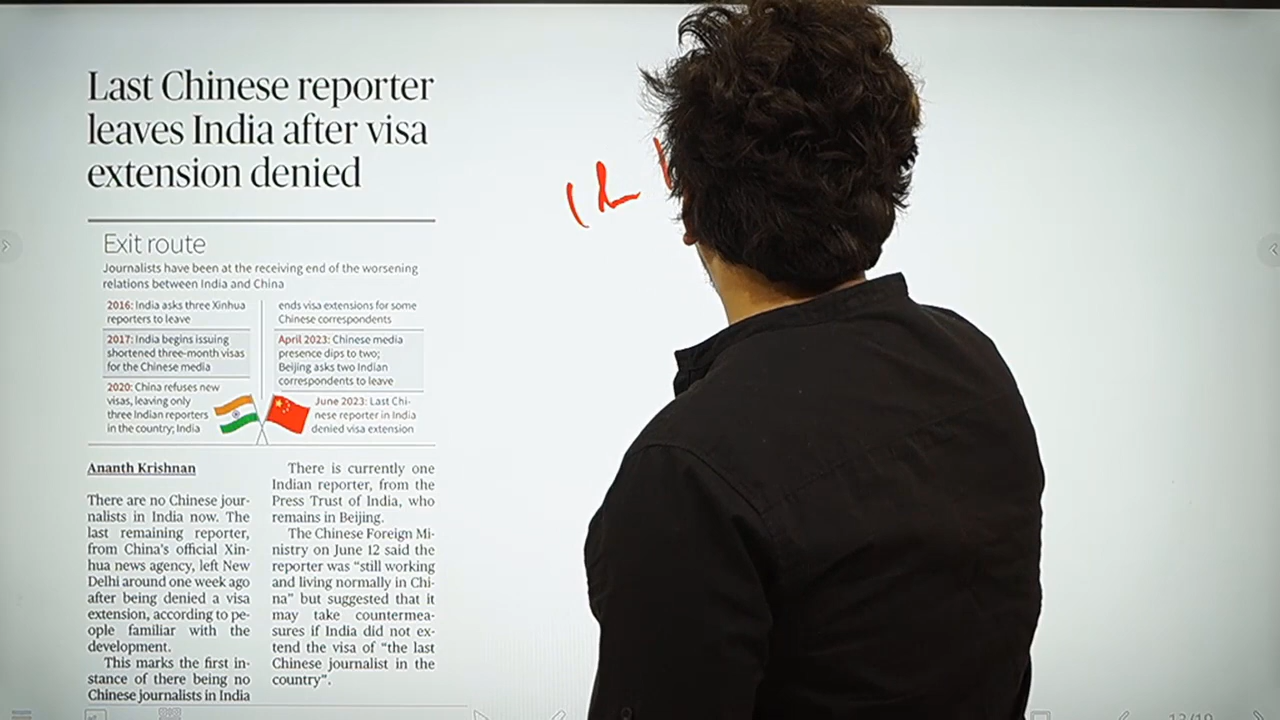 Last Chinese reporter
leaves India after visa
extension denied
Exit route
Journalists have been at the receiving end of the worsening
relations between India and China
2016: India asks three Xinhua
reporters to leave
2017: India begins issuing
shortened three-month visas
for the Chinese media
2020: China refuses new
visas, leaving only
three Indian reporters
in the country; India
ends visa extensions for some
Chinese correspondents
April 2023: Chinese media
presence dips to two;
Beijing asks two Indian
correspondents to leave
June 2023: Last Chi-
nese reporter in India
denied visa extension
Ananth Krishnan
There are no Chinese jour-
nalists in India now. The
last remaining reporter,
from China's official Xin-
hua news agency, left New
Delhi around one week ago
after being denied a visa
extension, according to pe-
ople familiar with the
development.
This marks the first in-
stance of there being no
Chinese journalists in India
There is currently one
Indian reporter, from the
Press Trust of India, who
remains in Beijing.
The Chinese Foreign Mi-
nistry on June 12 said the
reporter was "still working
and living normally in Chi-
na" but suggested that it
may take countermea-
sures if India did not ex-
tend the visa of "the last
Chinese journalist in the
country".